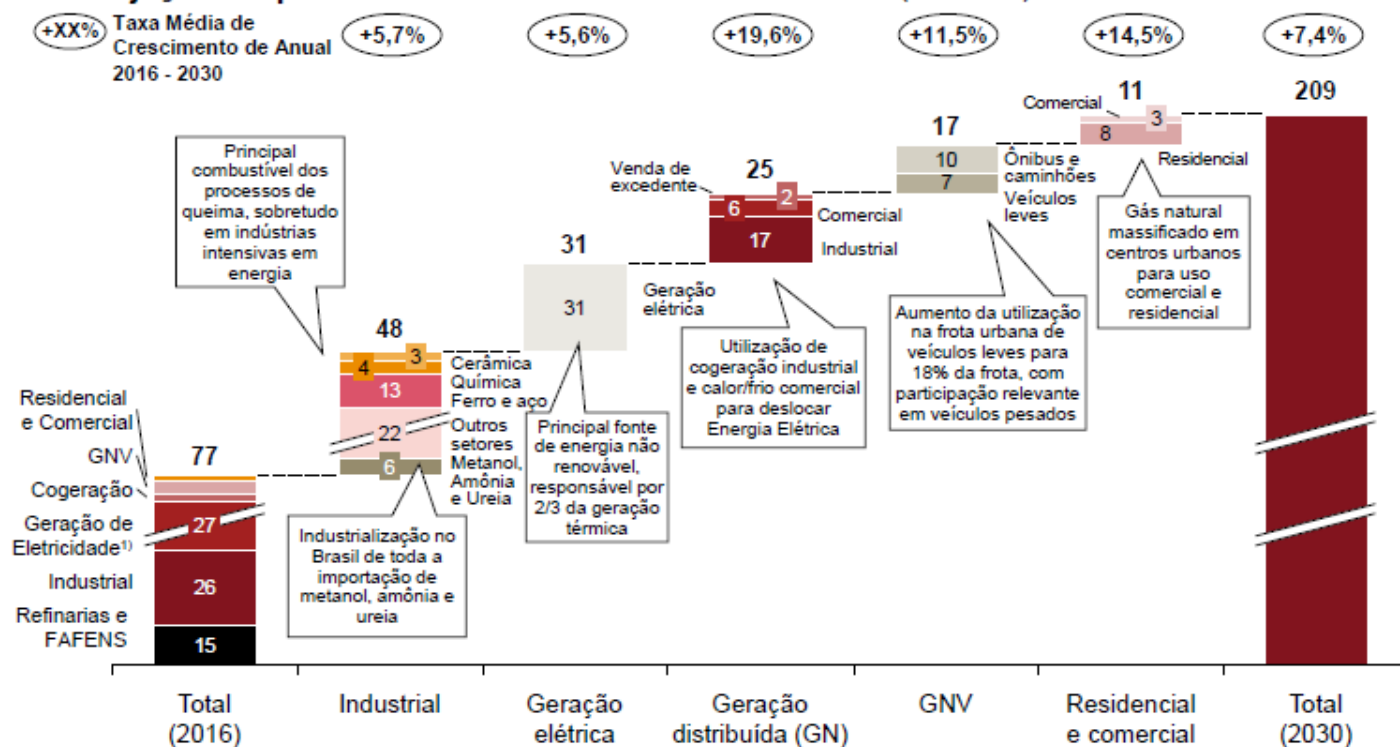 +XX%
Taxa Média de
Crescimento de Anual
2016 - 2030
+5,7%
+5,6%
+19,6%
+11,5%
+14,5%
+7,4%
Residencial
e Comercial
GNV
Cogeração
Geração de
Eletricidade¹⁾
Industrial
Refinarias e
FAFENS
77
27
26
15
Principal
combustível dos
processos de
queima, sobretudo
em indústrias
intensivas em
energia
48
3
4
13
22
6
Cerâmica
Química
Ferro e aço
Outros
setores
Metanol,
Amônia
e Ureia
Industrialização no
Brasil de toda a
importação de
metanol, amônia e
ureia
31
31
Geração
elétrica
Principal fonte
de energia não
renovável,
responsável por
2/3 da geração
térmica
Venda de
excedente
25
2
6
17
Comercial
Industrial
Utilização de
cogeração industrial
e calor/frio comercial
para deslocar
Energia Elétrica
17
10
7
Ônibus e
caminhões
Veículos
leves
Aumento da utilização
na frota urbana de
veículos leves para
18% da frota, com
participação relevante
em veículos pesados
Comercial
11
3
8
Residencial
Gás natural
massificado em
centros urbanos
para uso
comercial e
residencial
209
Total
(2016)
Industrial
Geração
elétrica
Geração
distribuída (GN)
GNV
Residencial
e comercial
Total
(2030)